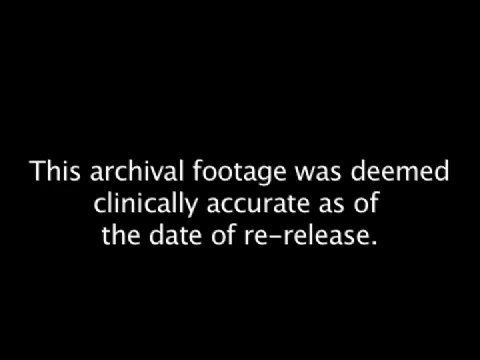 This archival footage was deemed
clinically accurate as of
the date of re-release.